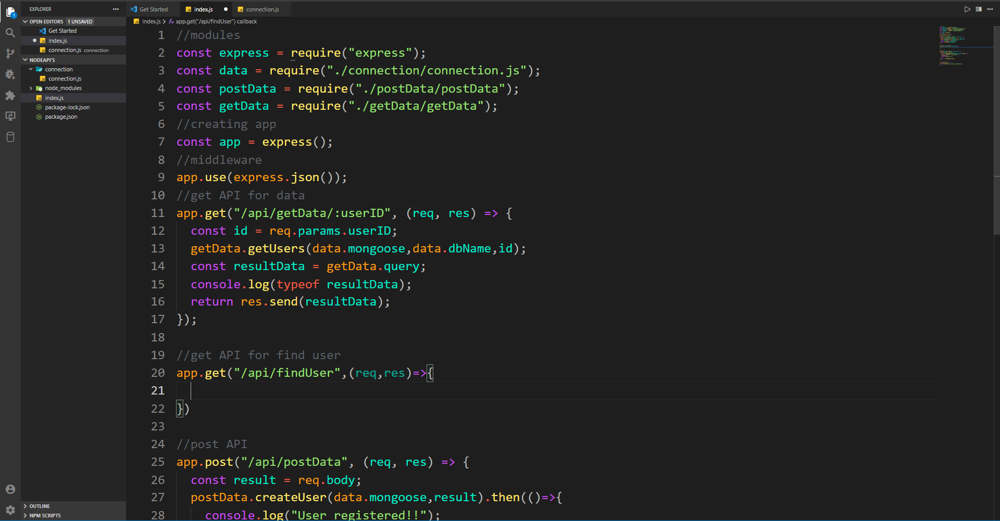 EXPLORER
OPEN EDITORS 1 UNSAVED
Get Started
index.js
connection.js connection
NODEAPI'S
connection
connection.js
node_modules
index.js
package-lock.json
package.json
OUTLINE
NPM SCRIPTS
1
Get Started
index.js
connection.js
index.js > app.get("/api/findUser") callback
1 //modules
2 const express = require("express");
3 const data = require("./connection/connection.js");
4 const postData = require("./postData/postData");
5 const getData = require("./getData/getData");
6 //creating app
7 const app = express();
8 //middleware
9 app.use(express.json());
10 //get API for data
11 app.get("/api/getData/:userID", (req, res) => {
12 const id = req.params.userID;
13 getData.getUsers(data.mongoose,data.dbName,id);
14 const resultData = getData.query;
15 console.log(typeof resultData);
16 return res.send(resultData);
17 });
18
19 //get API for find user
20 app.get("/api/findUser",(req,res)=>{
21
22 })
23
24 //post API
25 app.post("/api/postData", (req, res) => {
26 const result = req.body;
27 postData.createUser(data.mongoose,result).then(()=>{
28 console.log("User registered!!");